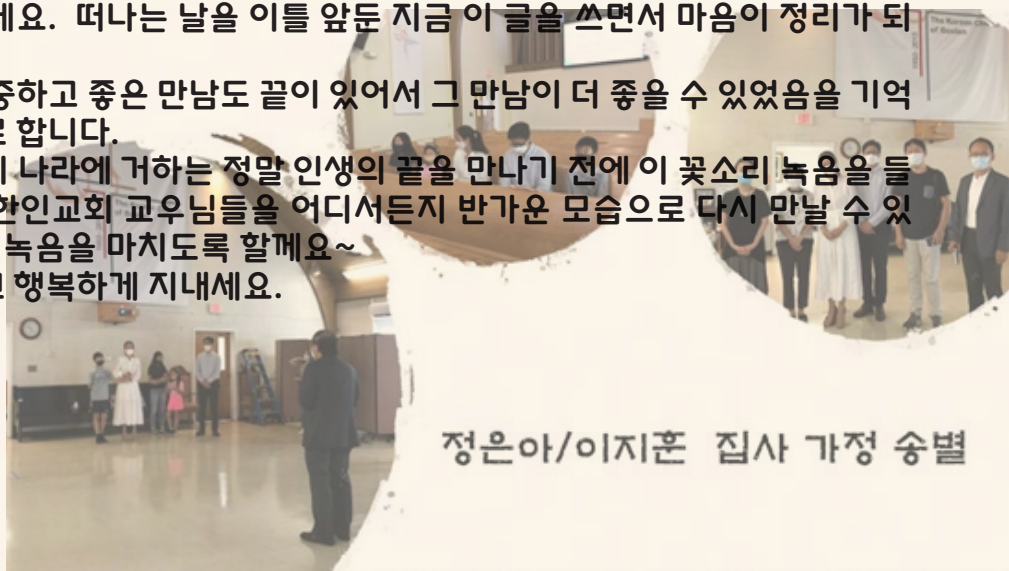 세요. 떠나는 날을 이틀 앞둔 지금 이 글을 쓰면서 마음이 정리가 되
중하고 좋은 만남도 끝이 있어서 그 만남이 더 좋을 수 있었음을 기억
합니다.
나라에 거하는 정말 인생의 끝을 만나기 전에 이 꽃소리 녹음을 들
한인교회 교우님들을 어디서든지 반가운 모습으로 다시 만날 수 있
녹음을 마치도록 할께요~
행복하게 지내세요.
정은아/이지훈 집사 가정 송별